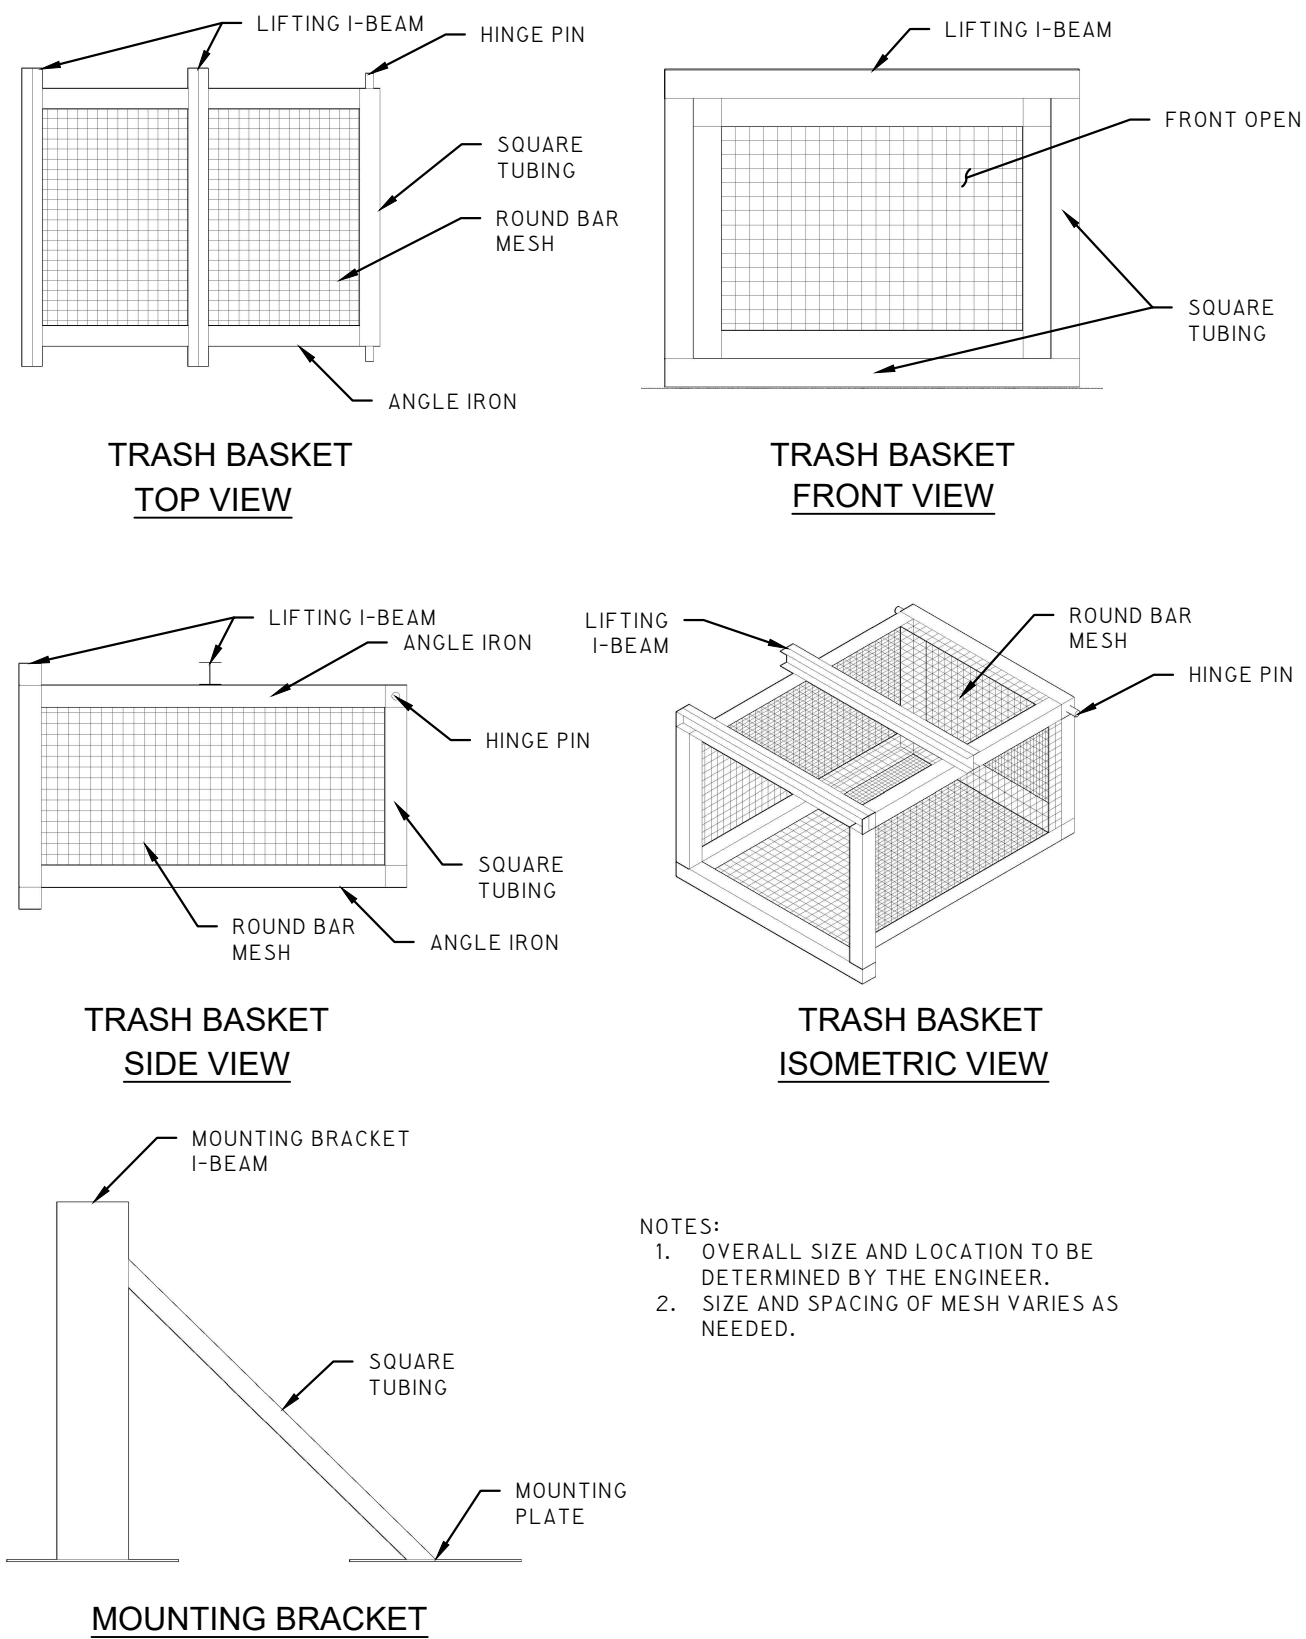 LIFTING I-BEAM
HINGE PIN
SQUARE
TUBING
ROUND BAR
MESH
ANGLE IRON
TRASH BASKET
TOP VIEW
LIFTING I-BEAM
FRONT OPEN
SQUARE
TUBING
TRASH BASKET
FRONT VIEW
LIFTING I-BEAM
ANGLE IRON
HINGE PIN
SQUARE
TUBING
ROUND BAR
MESH
ANGLE IRON
TRASH BASKET
SIDE VIEW
LIFTING
I-BEAM
ROUND BAR
MESH
HINGE PIN
TRASH BASKET
ISOMETRIC VIEW
MOUNTING BRACKET
I-BEAM
SQUARE
TUBING
MOUNTING
PLATE
MOUNTING BRACKET
NOTES:
1. OVERALL SIZE AND LOCATION TO BE
DETERMINED BY THE ENGINEER.
2. SIZE AND SPACING OF MESH VARIES AS
NEEDED.